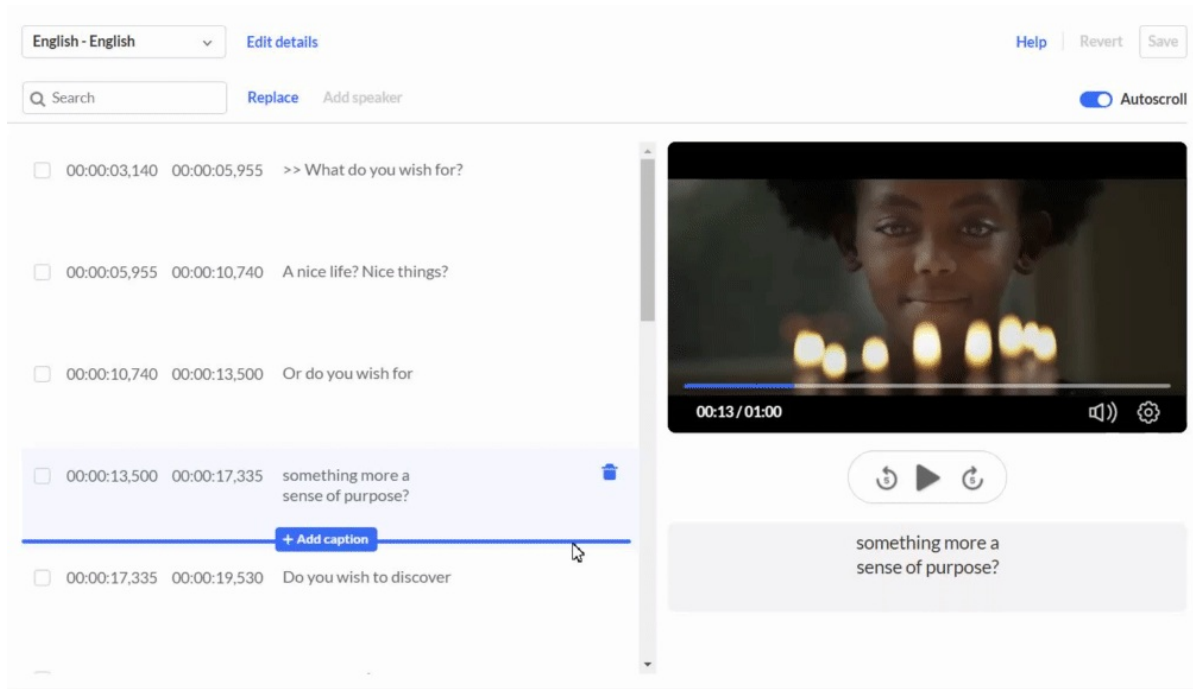 English - English
Edit details
Help
Revert
Save
Search
Replace
Add speaker
Autoscroll
00:00:03,140 00:00:05,955 >> What do you wish for?
00:00:05,955 00:00:10,740 A nice life? Nice things?
00:00:10,740 00:00:13,500 Or do you wish for
00:00:13,500 00:00:17,335 something more a
sense of purpose?
+ Add caption
00:00:17,335 00:00:19,530 Do you wish to discover
00:13 / 01:00
5
5
something more a
sense of purpose?